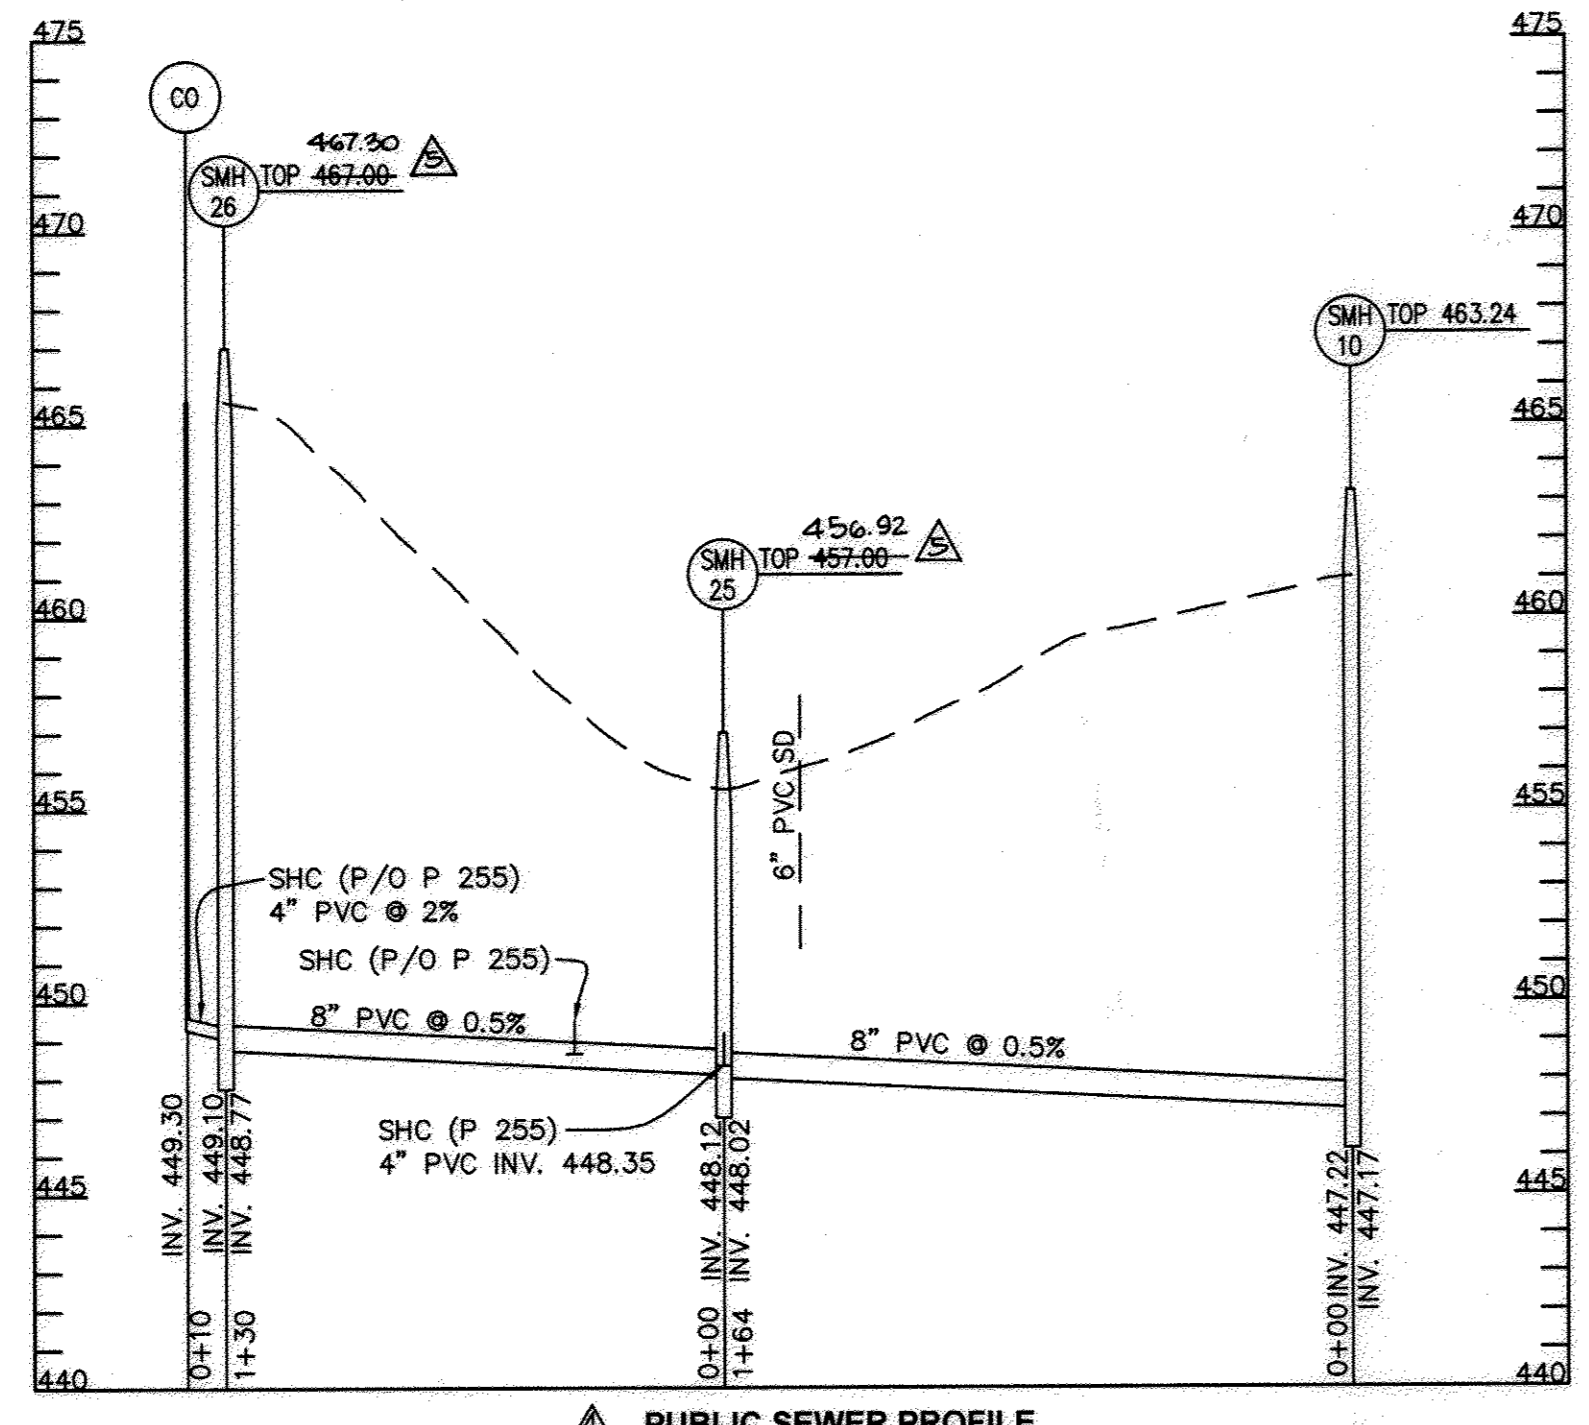 475
475
CO
467.30
5
SMH
26
TOP 467.00
470
470
SMH
10
TOP 463.24
465
465
456.92
5
SMH
25
TOP 457.00
460
460
6" PVC SD
455
455
SHC (P/O P 255)
4" PVC @ 2%
SHC (P/O P 255)
450
450
8" PVC @ 0.5%
8" PVC @ 0.5%
SHC (P 255)
4" PVC INV. 448.35
INV. 449.30
INV. 449.10
INV. 448.77
0+10
1+30
INV. 448.12
INV. 448.02
0+00
1+64
INV. 447.22
INV. 447.17
0+00
445
445
440
440
PUBLIC SEWER PROFILE